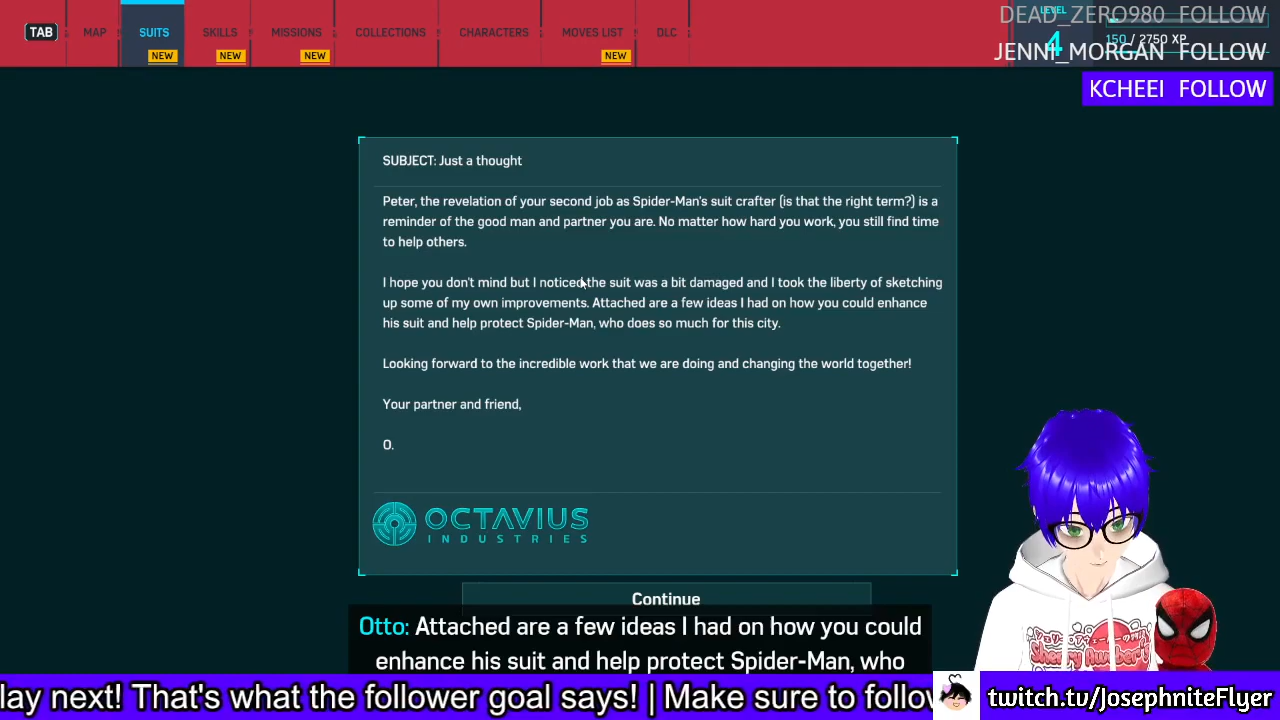 TAB
MAP
SUITS
NEW
SKILLS
NEW
MISSIONS
NEW
COLLECTIONS
CHARACTERS
MOVES LIST
NEW
DLC
LEVEL
4
150 / 2750 XP
DEAD_ZERO980 FOLLOW
JENNI_MORGAN FOLLOW
KCHEEI FOLLOW
SUBJECT: Just a thought
Peter, the revelation of your second job as Spider-Man's suit crafter (is that the right term?) is a
reminder of the good man and partner you are. No matter how hard you work, you still find time
to help others.
I hope you don't mind but I noticed the suit was a bit damaged and I took the liberty of sketching
up some of my own improvements. Attached are a few ideas I had on how you could enhance
his suit and help protect Spider-Man, who does so much for this city.
Looking forward to the incredible work that we are doing and changing the world together!
Your partner and friend,
O.
OCTAVIUS
INDUSTRIES
Continue
Otto: Attached are a few ideas I had on how you could
enhance his suit and help protect Spider-Man, who
lay next! That's what the follower goal says! | Make sure to follow
twitch.tv/JosephniteFlyer